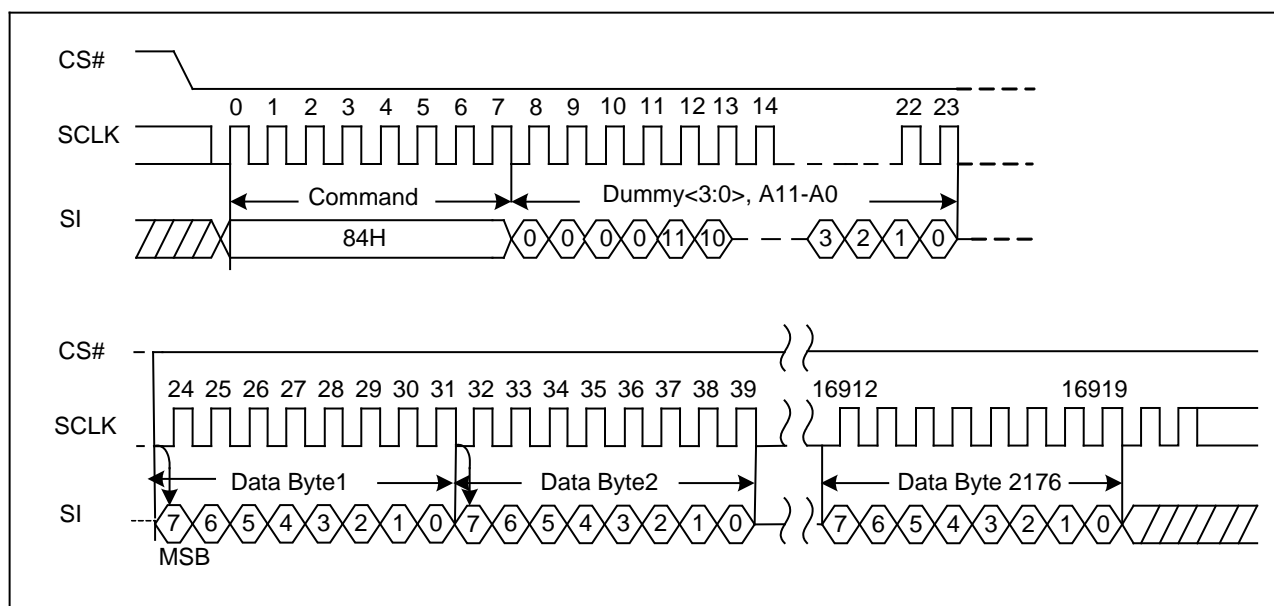 CS#
0 1 2 3 4 5 6 7 8 9 10 11 12 13 14 22 23
SCLK
Command Dummy<3:0>, A11-A0
SI
84H 0 0 0 0 11 10 3 2 1 0
CS#
24 25 26 27 28 29 30 31 32 33 34 35 36 37 38 39 16912 16919
SCLK
Data Byte1 Data Byte2 Data Byte 2176
SI
7 6 5 4 3 2 1 0 7 6 5 4 3 2 1 0 7 6 5 4 3 2 1 0
MSB